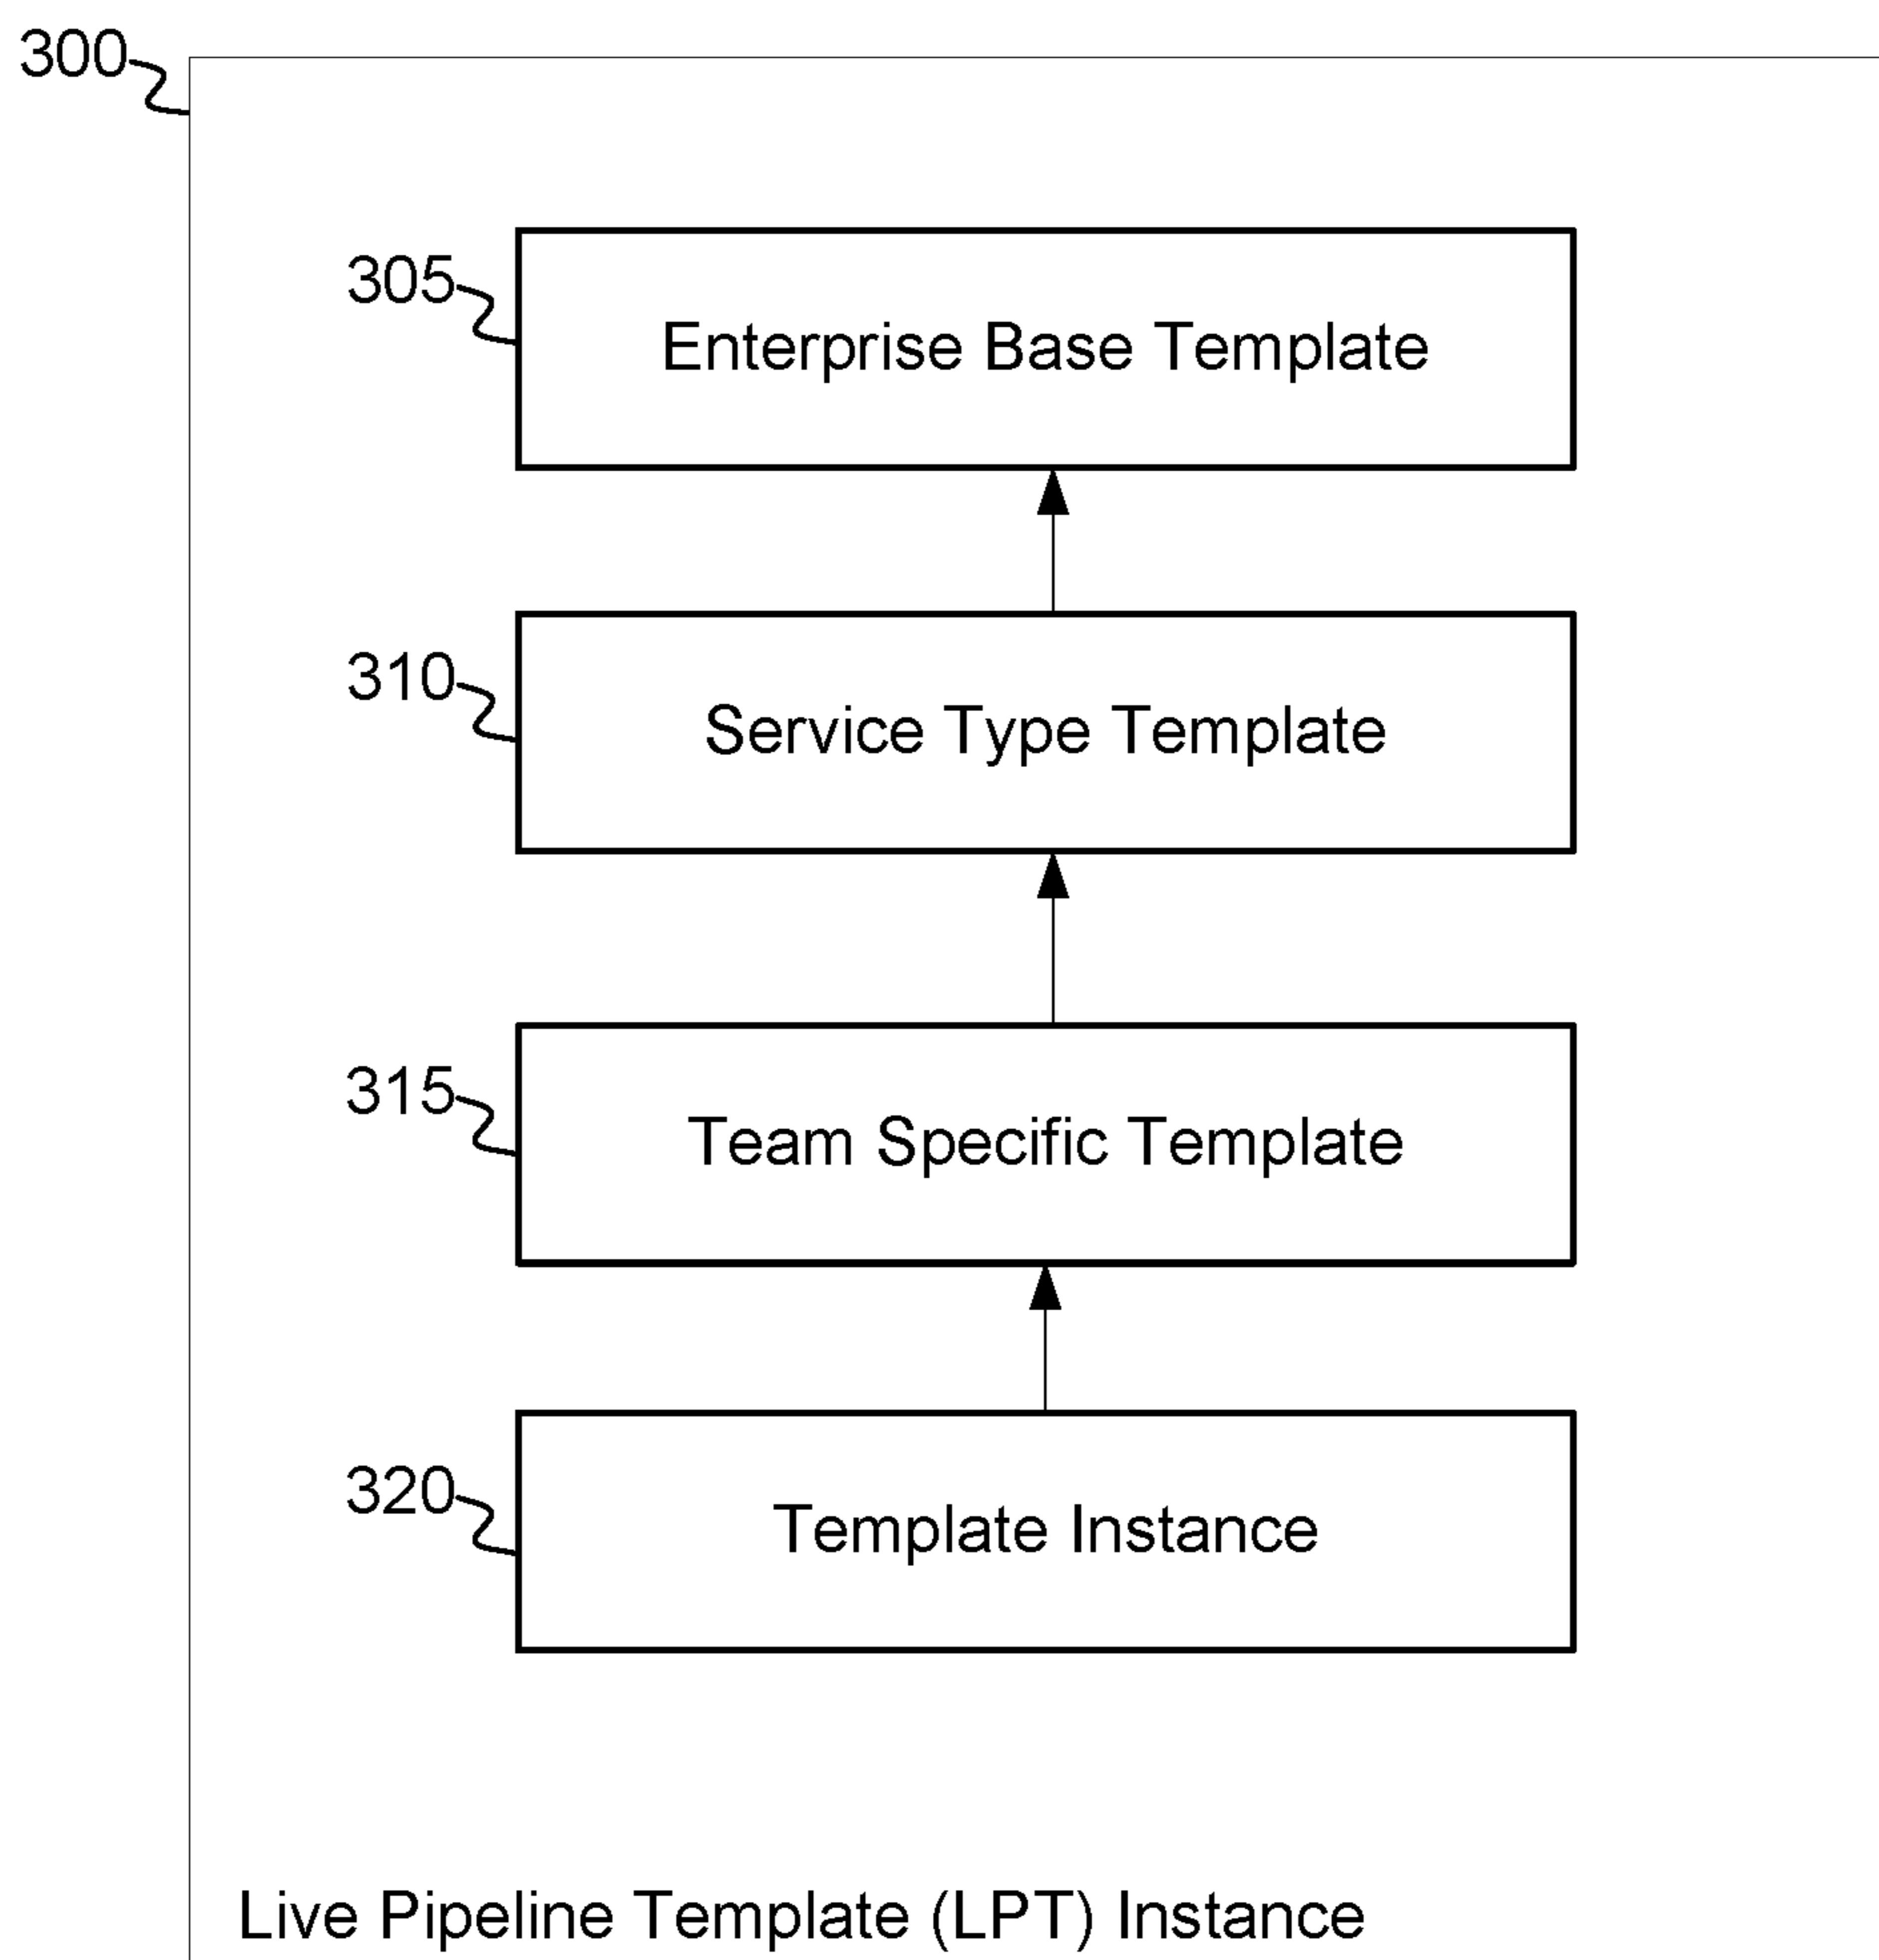 300
305
Enterprise Base Template
310
Service Type Template
315
Team Specific Template
320
Template Instance
Live Pipeline Template (LPT) Instance